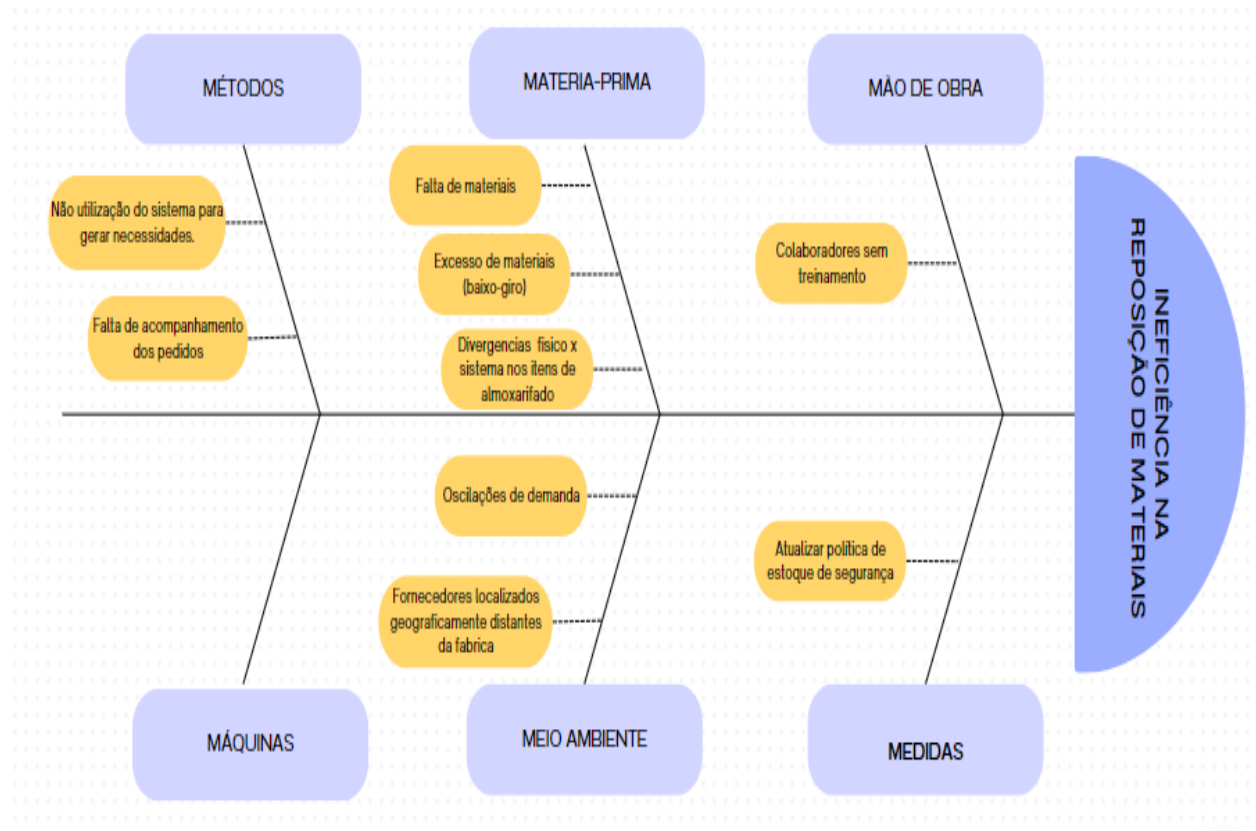 MÉTODOS
MATERIA-PRIMA
MÃO DE OBRA
Não utilização do sistema para
gerar necessidades.
Falta de acompanhamento
dos pedidos
Falta de materiais
Excesso de materiais
(baixo-giro)
Divergencias fisico x
sistema nos itens de
almoxarifado
Colaboradores sem
treinamento
INEFICIÊNCIA NA
REPOSIÇÃO DE MATERIAIS
Oscilações de demanda
Fornecedores localizados
geograficamente distantes
da fabrica
Atualizar política de
estoque de segurança
MÁQUINAS
MEIO AMBIENTE
MEDIDAS